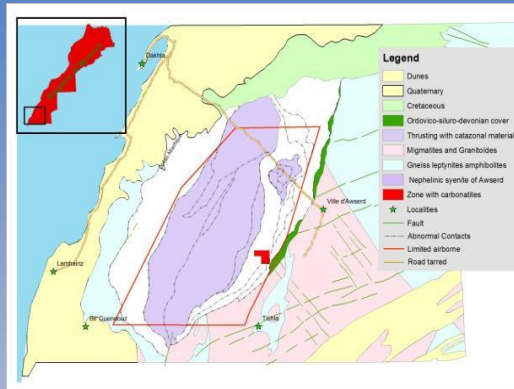 Dakhla
Ville d'Awserd
Lamhairiz
Bir Guenduiz
Tichla
Legend
Dunes
Quaternary
Cretaceous
Ordovico-siluro-devonian cover
Thrusting with catazonal material
Migmatites and Granitoides
Gneiss leptynites amphibolites
Nephelinic syenite of Awserd
Zone with carbonatites
Localities
Fault
Abnormal Contacts
Limited airborne
Road tarred